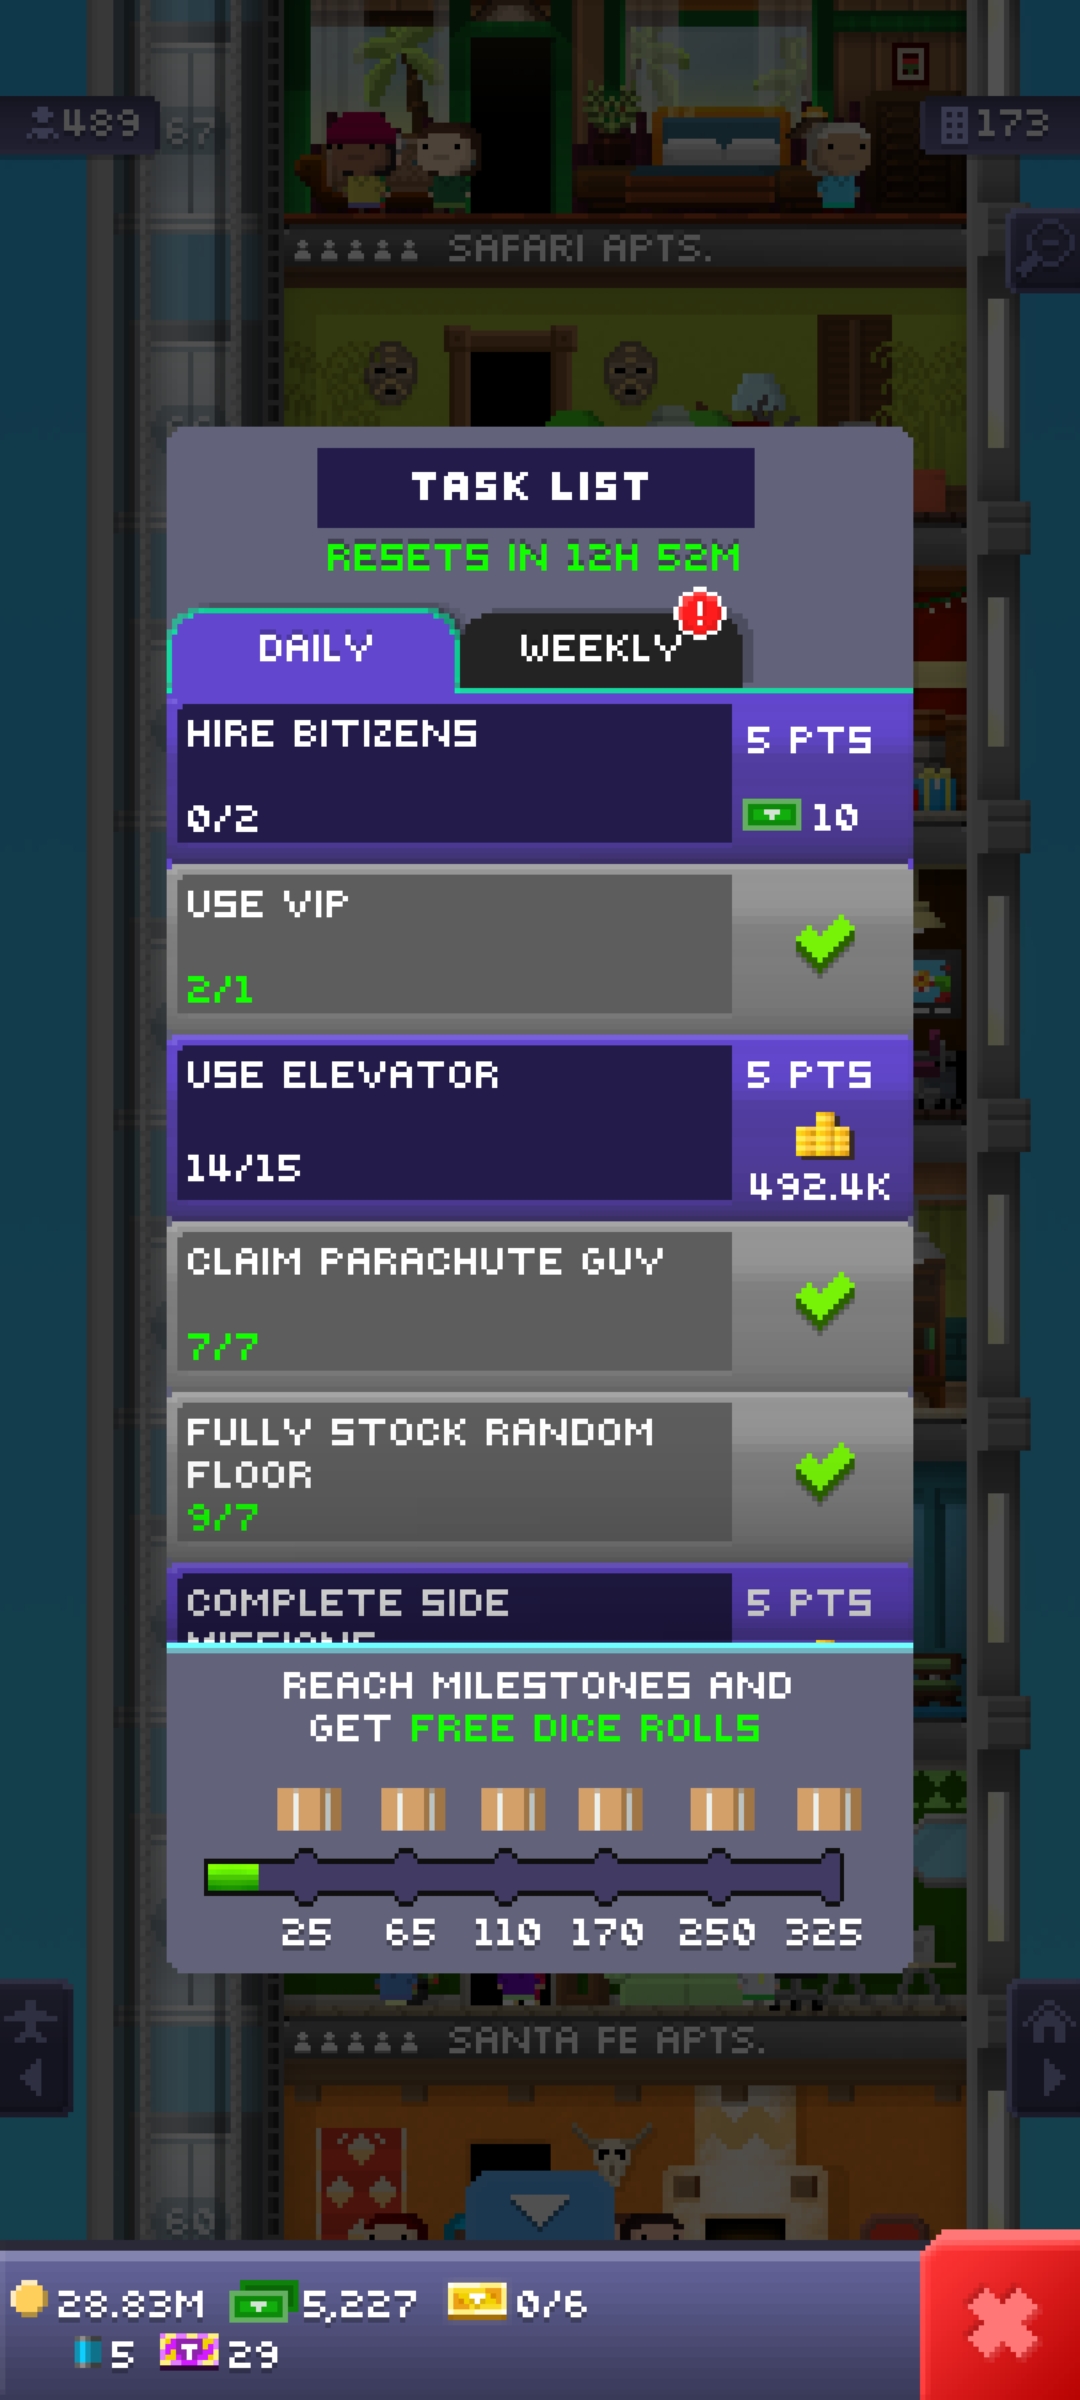 489
67
173
SAFARI APTS.
TASK LIST
RESETS IN 12H 52M
DAILY
WEEKLY
!
HIRE BITIZENS
5 PTS
0/2
10
USE VIP
2/1
USE ELEVATOR
5 PTS
14/15
492.4K
CLAIM PARACHUTE GUY
7/7
FULLY STOCK RANDOM
FLOOR
9/7
COMPLETE SIDE
5 PTS
MISSIONS
REACH MILESTONES AND
GET FREE DICE ROLLS
25 65 110 170 250 325
SANTA FE APTS.
60
28.83M 5,227 0/6
5 29